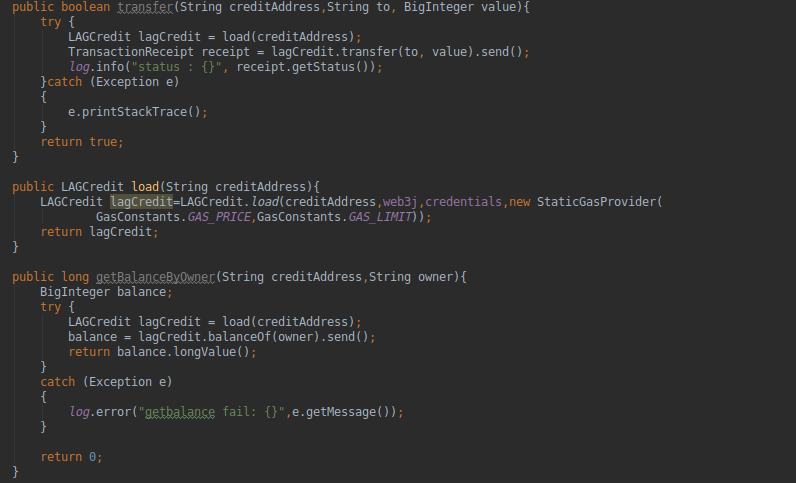 public boolean transfer(String creditAddress,String to, BigInteger value){
    try {
        LAGCredit lagCredit = load(creditAddress);
        TransactionReceipt receipt = lagCredit.transfer(to, value).send();
        log.info("status : {}", receipt.getStatus());
    }catch (Exception e)
    {
        e.printStackTrace();
    }
    return true;
}

public LAGCredit load(String creditAddress){
    LAGCredit lagCredit=LAGCredit.load(creditAddress,web3j,credentials,new StaticGasProvider(
            GasConstants.GAS_PRICE,GasConstants.GAS_LIMIT));
    return lagCredit;
}

public long getBalanceByOwner(String creditAddress,String owner){
    BigInteger balance;
    try {
        LAGCredit lagCredit = load(creditAddress);
        balance = lagCredit.balanceOf(owner).send();
        return balance.longValue();
    }
    catch (Exception e)
    {
        log.error("getbalance fail: {}",e.getMessage());
    }

    return 0;
}